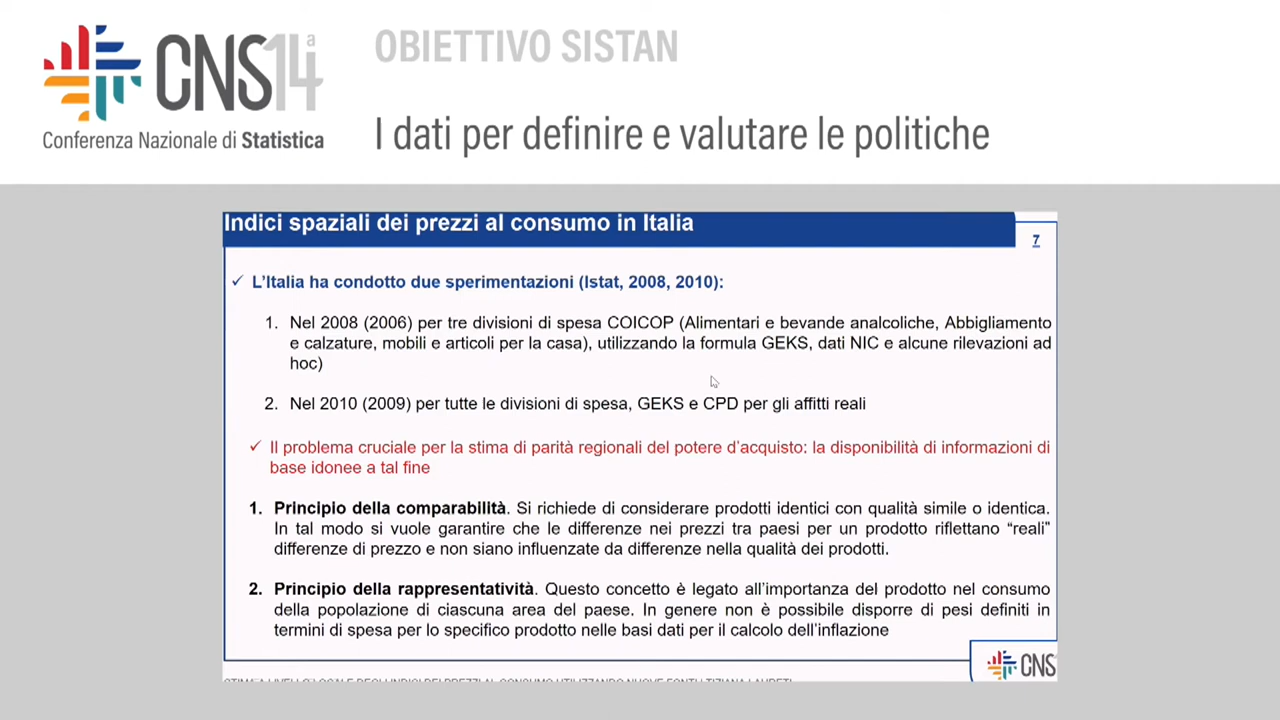 CNS14a
Conferenza Nazionale di Statistica
OBIETTIVO SISTAN
I dati per definire e valutare le politiche
Indici spaziali dei prezzi al consumo in Italia
7
✓ L'Italia ha condotto due sperimentazioni (Istat, 2008, 2010):
1. Nel 2008 (2006) per tre divisioni di spesa COICOP (Alimentari e bevande analcoliche, Abbigliamento
e calzature, mobili e articoli per la casa), utilizzando la formula GEKS, dati NIC e alcune rilevazioni ad
hoc)
2. Nel 2010 (2009) per tutte le divisioni di spesa, GEKS e CPD per gli affitti reali
✓ Il problema cruciale per la stima di parità regionali del potere d'acquisto: la disponibilità di informazioni di
base idonee a tal fine
1. Principio della comparabilità. Si richiede di considerare prodotti identici con qualità simile o identica.
In tal modo si vuole garantire che le differenze nei prezzi tra paesi per un prodotto riflettano “reali”
differenze di prezzo e non siano influenzate da differenze nella qualità dei prodotti.
2. Principio della rappresentatività. Questo concetto è legato all'importanza del prodotto nel consumo
della popolazione di ciascuna area del paese. In genere non è possibile disporre di pesi definiti in
termini di spesa per lo specifico prodotto nelle basi dati per il calcolo dell'inflazione
CNS